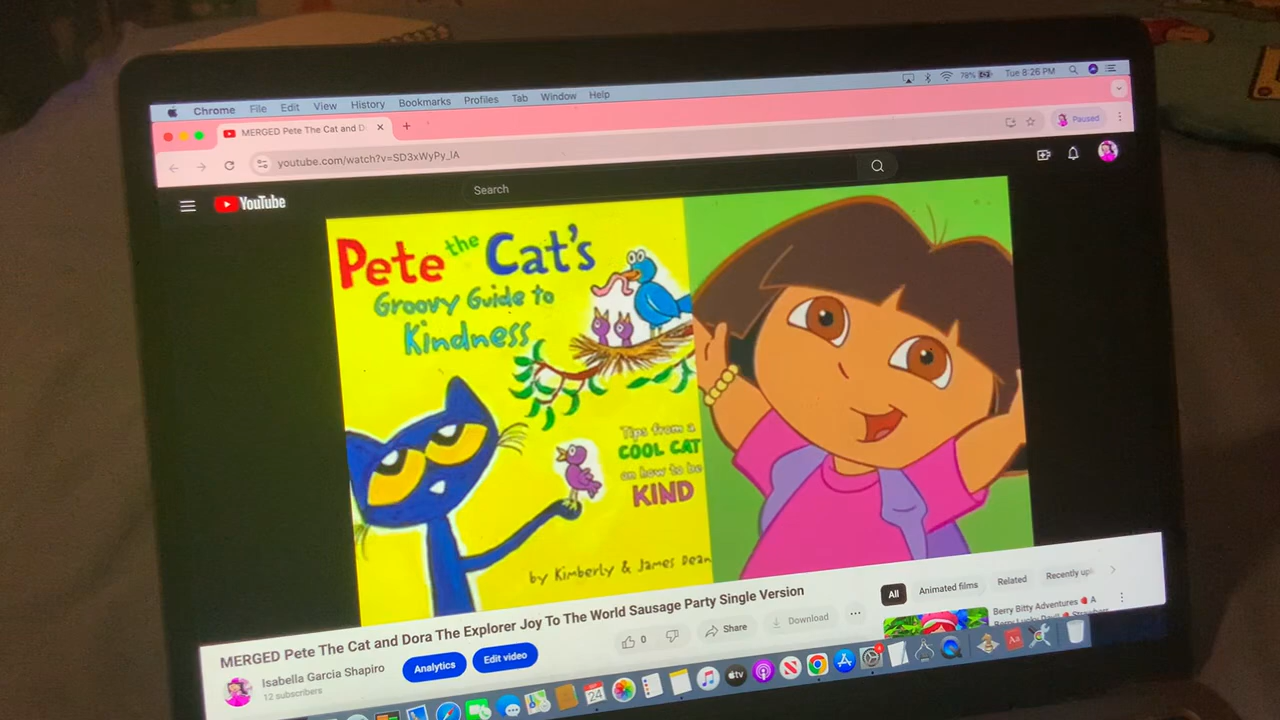 Chrome File Edit View History Bookmarks Profiles Tab Window Help 78% Tue 8:26 PM
MERGED Pete The Cat and D
youtube.com/watch?v=SD3xWyPy_lA
Paused
YouTube
Search
Pete the Cat's
Groovy Guide to
Kindness
Tips from a
COOL CAT
on how to be
KIND
by Kimberly & James Dean
MERGED Pete The Cat and Dora The Explorer Joy To The World Sausage Party Single Version
Isabella Garcia Shapiro
12 subscribers
Analytics
Edit video
0
Share
Download
All
Animated films
Related
Recently up
Berry Bitty Adventures 🍓 A
24
tv
Aa